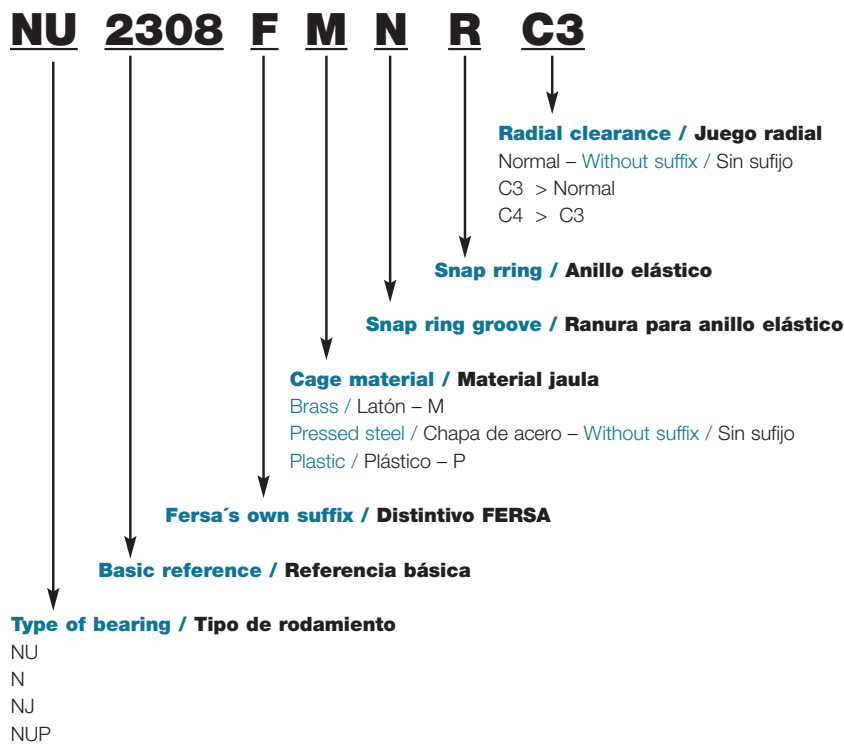 NU 2308 F M N R C3
Radial clearance / Juego radial
Normal – Without suffix / Sin sufijo
C3 > Normal
C4 > C3
Snap rring / Anillo elástico
Snap ring groove / Ranura para anillo elástico
Cage material / Material jaula
Brass / Latón – M
Pressed steel / Chapa de acero – Without suffix / Sin sufijo
Plastic / Plástico – P
Fersa´s own suffix / Distintivo FERSA
Basic reference / Referencia básica
Type of bearing / Tipo de rodamiento
NU
N
NJ
NUP